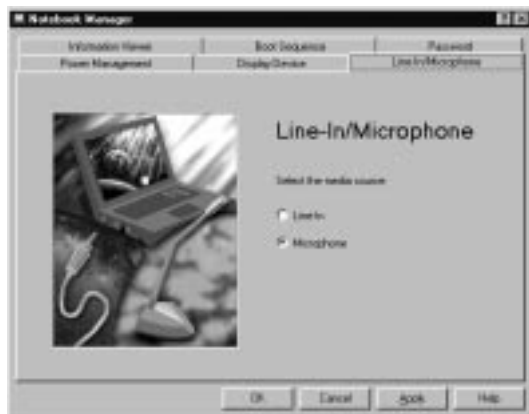 Notebook Manager
Information Viewer Boot Sequence Password
Power Management Display Device Line In/Microphone
Line-In/Microphone
Select the media source:
Line-In
Microphone
OK Cancel Apply Help